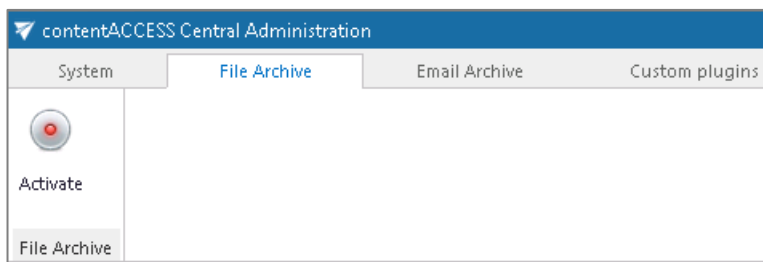 contentACCESS Central Administration
System File Archive Email Archive Custom plugins
Activate
File Archive